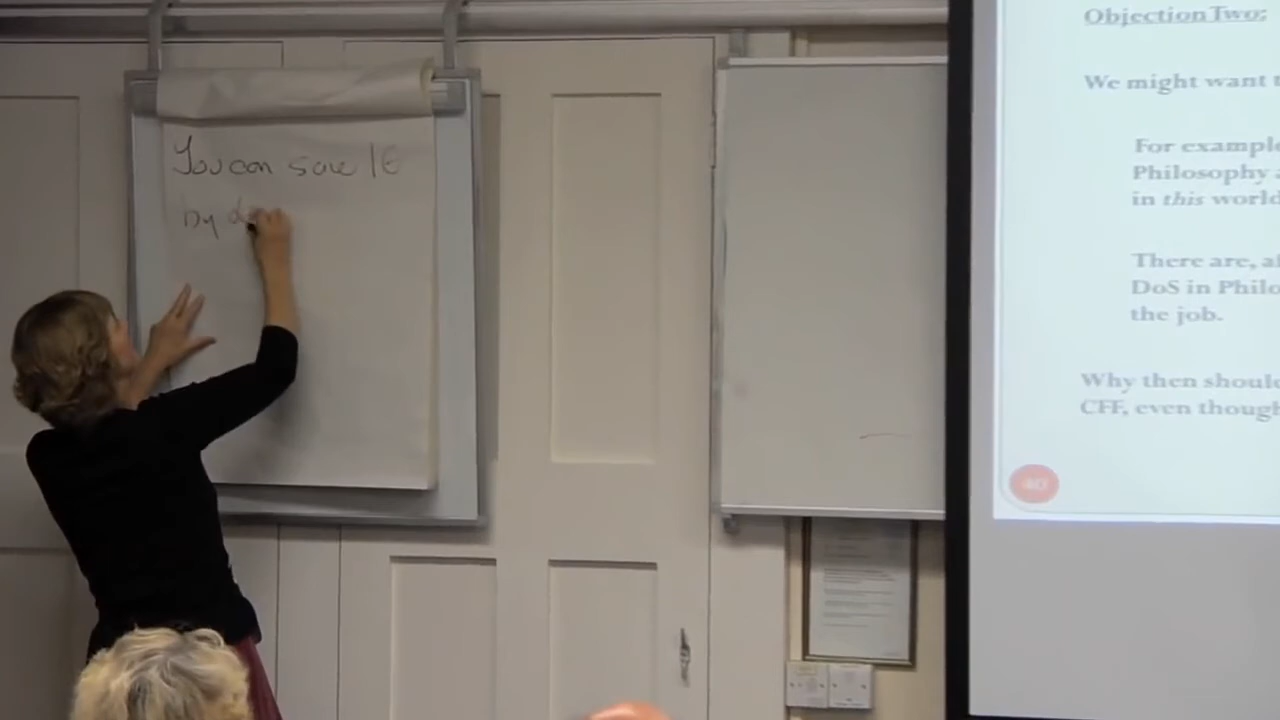 You can save 16
by
Objection Two:
We might want
For example
Philosophy
in this world
There are,
DoS in Philo
the job.
Why then should
CFF, even though
40